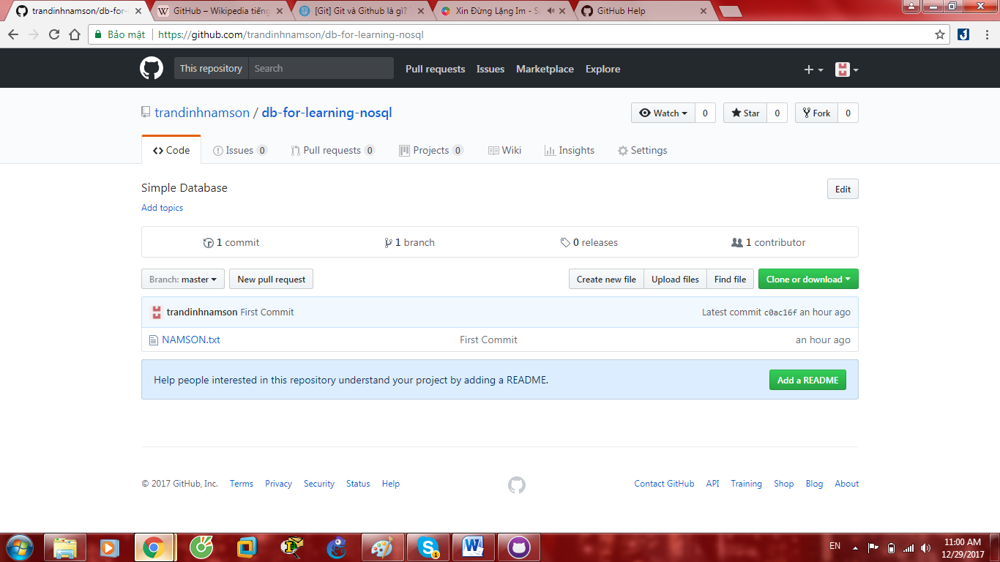 trandinhnamson/db-for-
GitHub – Wikipedia tiếng
[Git] Git và Github là gì?
Xin Đừng Lặng Im - S
GitHub Help
Bảo mật
https://github.com/trandinhnamson/db-for-learning-nosql
This repository Search Pull requests Issues Marketplace Explore
trandinhnamson / db-for-learning-nosql
Watch 0 Star 0 Fork 0
Code Issues 0 Pull requests 0 Projects 0 Wiki Insights Settings
Simple Database Edit
Add topics
1 commit 1 branch 0 releases 1 contributor
Branch: master New pull request Create new file Upload files Find file Clone or download
trandinhnamson First Commit Latest commit c0ac16f an hour ago
NAMSON.txt First Commit an hour ago
Help people interested in this repository understand your project by adding a README. Add a README
© 2017 GitHub, Inc. Terms Privacy Security Status Help Contact GitHub API Training Shop Blog About
1
EN
11:00 AM
12/29/2017